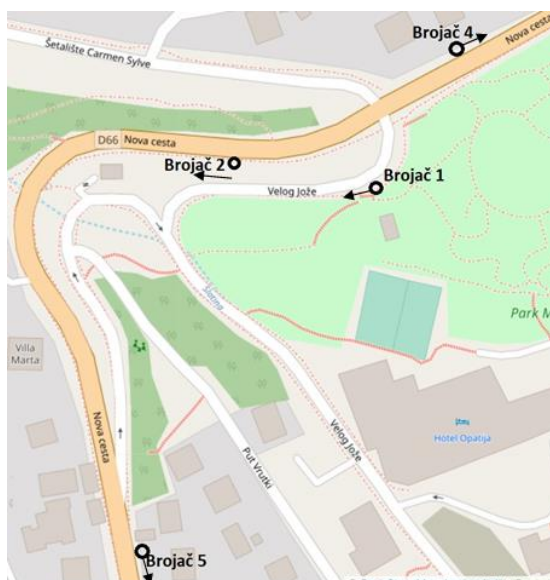 Brojač 4
Nova cesta
Šetalište Carmen Sylve
D66
Nova cesta
Brojač 2
Velog Jože
Brojač 1
Slatina
Park M
Villa
Marta
Nova cesta
Put Vrutki
Velog Jože
Hotel Opatija
Brojač 5